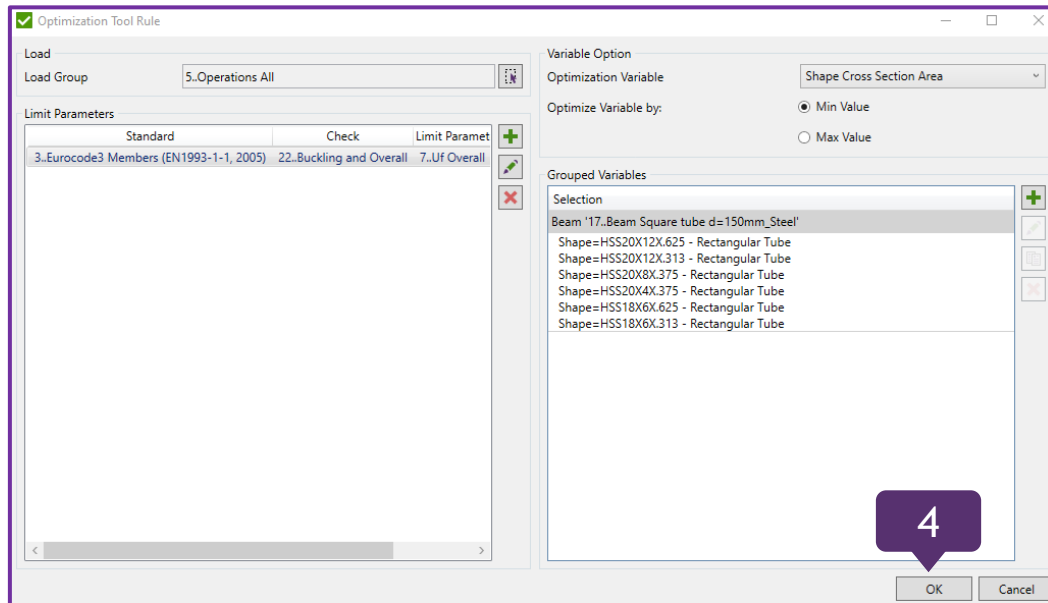 Optimization Tool Rule
Load
Load Group 5..Operations All
Limit Parameters
Standard Check Limit Paramet
3..Eurocode3 Members (EN1993-1-1, 2005) 22..Buckling and Overall 7..Uf Overall
Variable Option
Optimization Variable Shape Cross Section Area
Optimize Variable by: Min Value
Max Value
Grouped Variables
Selection
Beam '17..Beam Square tube d=150mm_Steel'
Shape=HSS20X12X.625 - Rectangular Tube
Shape=HSS20X12X.313 - Rectangular Tube
Shape=HSS20X8X.375 - Rectangular Tube
Shape=HSS20X4X.375 - Rectangular Tube
Shape=HSS18X6X.625 - Rectangular Tube
Shape=HSS18X6X.313 - Rectangular Tube
4
OK Cancel